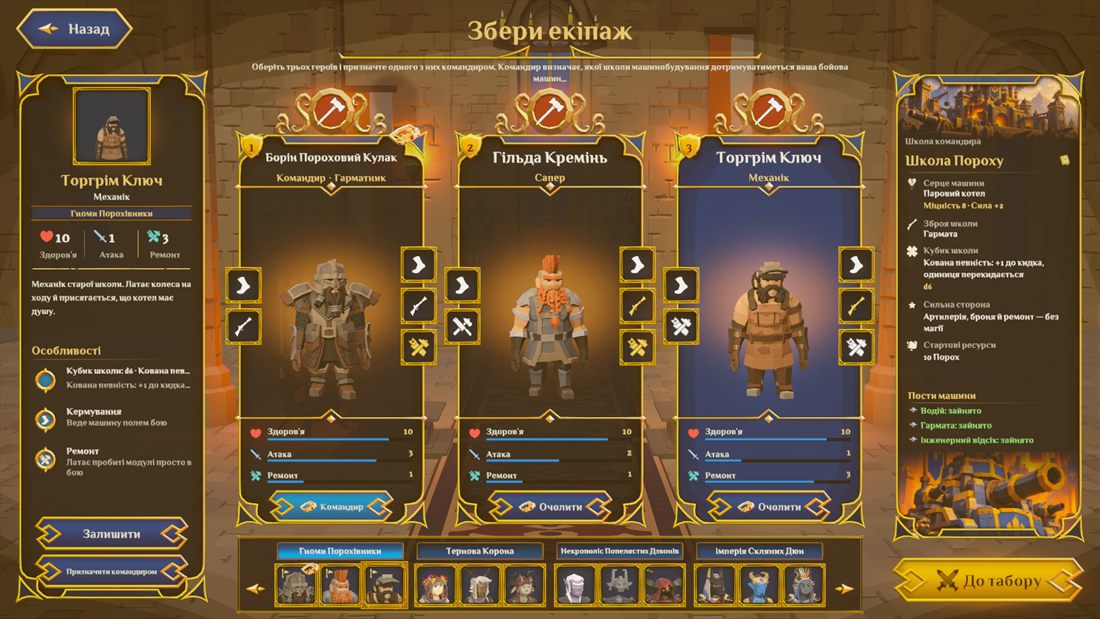 Назад
Збери екіпаж
Оберіть трьох героїв і призначте одного з них командиром. Командир визначає, якої школи машинобудування дотримуватиметься ваша бойова
машин...
Торгрім Ключ
Механік
Гноми Порохівники
10
1
3
Здоров'я
Атака
Ремонт
Механік старої школи. Латає колеса на
ходу й присягається, що котел має
душу.
Особливості
Кубик школи: d6 · Кована пев...
Кована певність: +1 до кидка...
Кермування
Веде машину полем бою
Ремонт
Латає пробиті модулі просто в
бою
Залишити
Призначити командиром
1
Борін Пороховий Кулак
Командир · Гарматник
Здоров'я 10
Атака 3
Ремонт 1
Командир
2
Гільда Кремінь
Сапер
Здоров'я 10
Атака 2
Ремонт 1
Очолити
3
Торгрім Ключ
Механік
Здоров'я 10
Атака 1
Ремонт 3
Очолити
Гноми Порохівники
Тернова Корона
Некрополіс Попелястих Дзвонів
Імперія Скляних Дюн
Школа командира
Школа Пороху
Серце машини
Паровий котел
Міцність 8 · Сила +2
Зброя школи
Гармата
Кубик школи
Кована певність: +1 до кидка,
одиниця перекидається
d6
Сильна сторона
Артилерія, броня й ремонт — без
магії
Стартові ресурси
10 Порох
Пости машини
Водій: зайнято
Гармата: зайнято
Інженерний відсік: зайнято
До табору